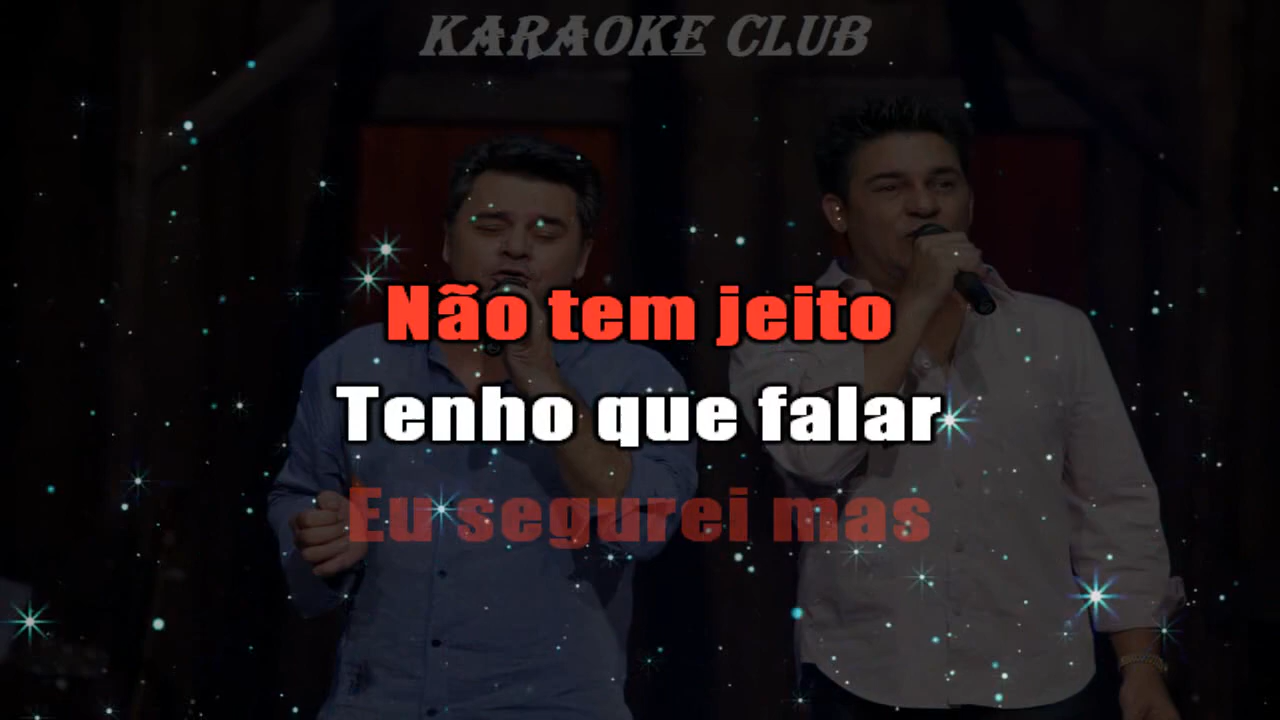 KARAOKE CLUB
Não tem jeito
Tenho que falar
Eu segurei mas